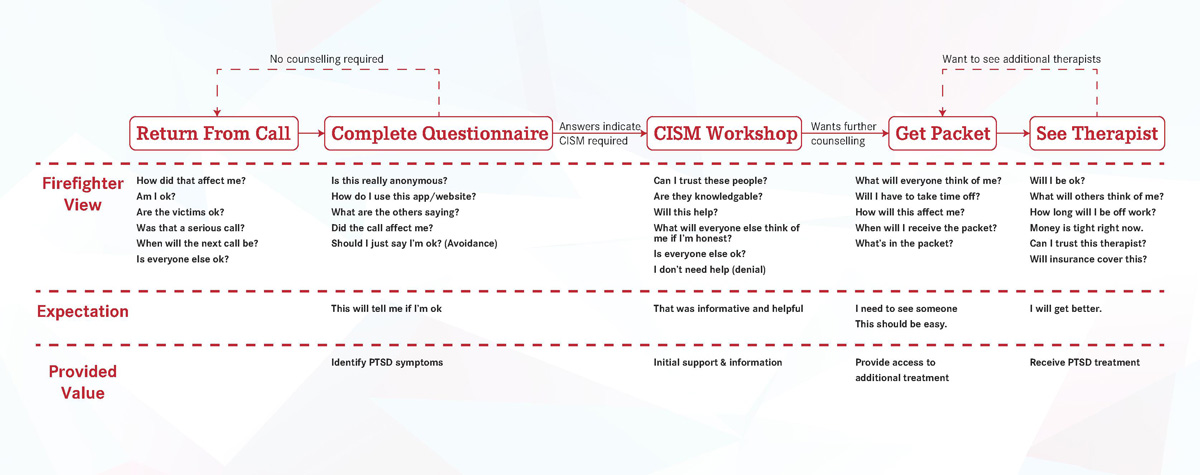 No counselling required
Want to see additional therapists
Return From Call
Complete Questionnaire
Answers indicate
CISM required
CISM Workshop
Wants further
counselling
Get Packet
See Therapist
Firefighter
View
How did that affect me?
Am I ok?
Are the victims ok?
Was that a serious call?
When will the next call be?
Is everyone else ok?
Is this really anonymous?
How do I use this app/website?
What are the others saying?
Did the call affect me?
Should I just say I'm ok? (Avoidance)
Can I trust these people?
Are they knowledgable?
Will this help?
What will everyone else think of
me if I'm honest?
Is everyone else ok?
I don't need help (denial)
What will everyone think of me?
Will I have to take time off?
How will this affect me?
When will I receive the packet?
What's in the packet?
Will I be ok?
What will others think of me?
How long will I be off work?
Money is tight right now.
Can I trust this therapist?
Will insurance cover this?
Expectation
This will tell me if I'm ok
That was informative and helpful
I need to see someone
This should be easy.
I will get better.
Provided
Value
Identify PTSD symptoms
Initial support & information
Provide access to
additional treatment
Receive PTSD treatment